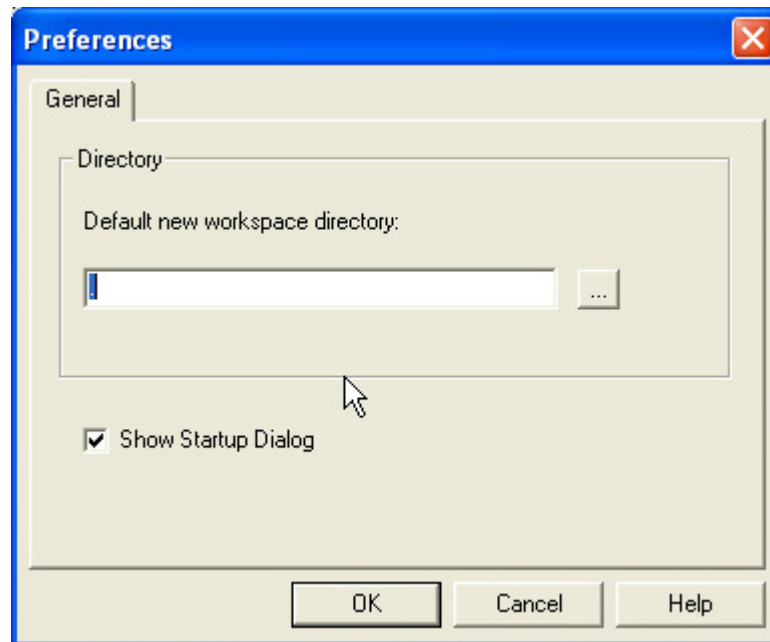 Preferences
General
Directory
Default new workspace directory:
.
...
Show Startup Dialog
OK Cancel Help